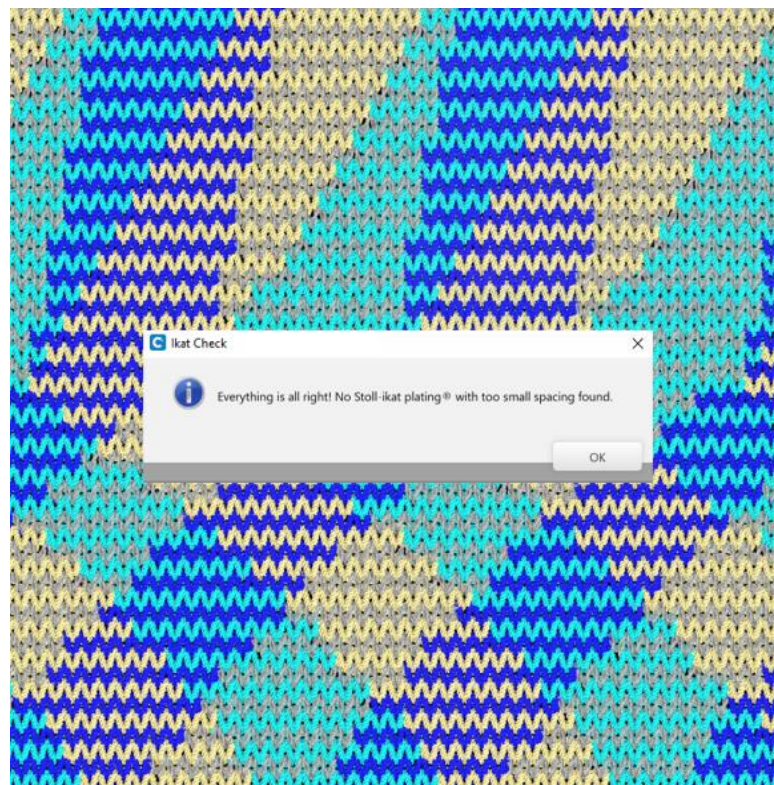 Ikat Check
Everything is all right! No Stoll-ikat plating® with too small spacing found.
OK